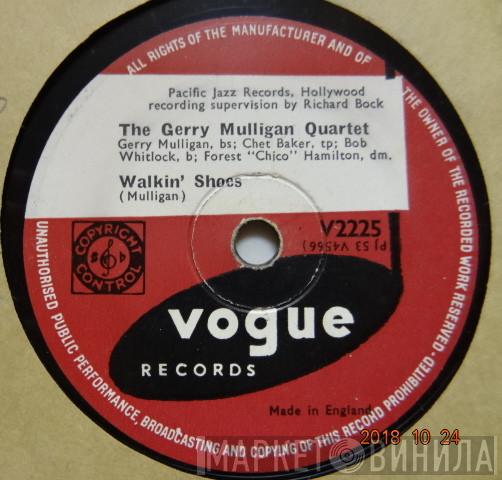 ALL RIGHTS OF THE MANUFACTURER AND OF THE OWNER OF THE RECORDED WORK RESERVED·
UNAUTHORISED PUBLIC PERFORMANCE, BROADCASTING AND COPYING OF THIS RECORD PROHIBITED·
Pacific Jazz Records, Hollywood
recording supervision by Richard Bock
The Gerry Mulligan Quartet
Gerry Mulligan, bs; Chet Baker, tp; Bob
Whitlock, b; Forest "Chico" Hamilton, dm.
Walkin' Shoes
(Mulligan)
V2225
PJ 53 V4566)
COPYRIGHT
CONTROL
vogue
RECORDS
Made in England
2018 10 24
МАРКЕТ ВИНИЛА